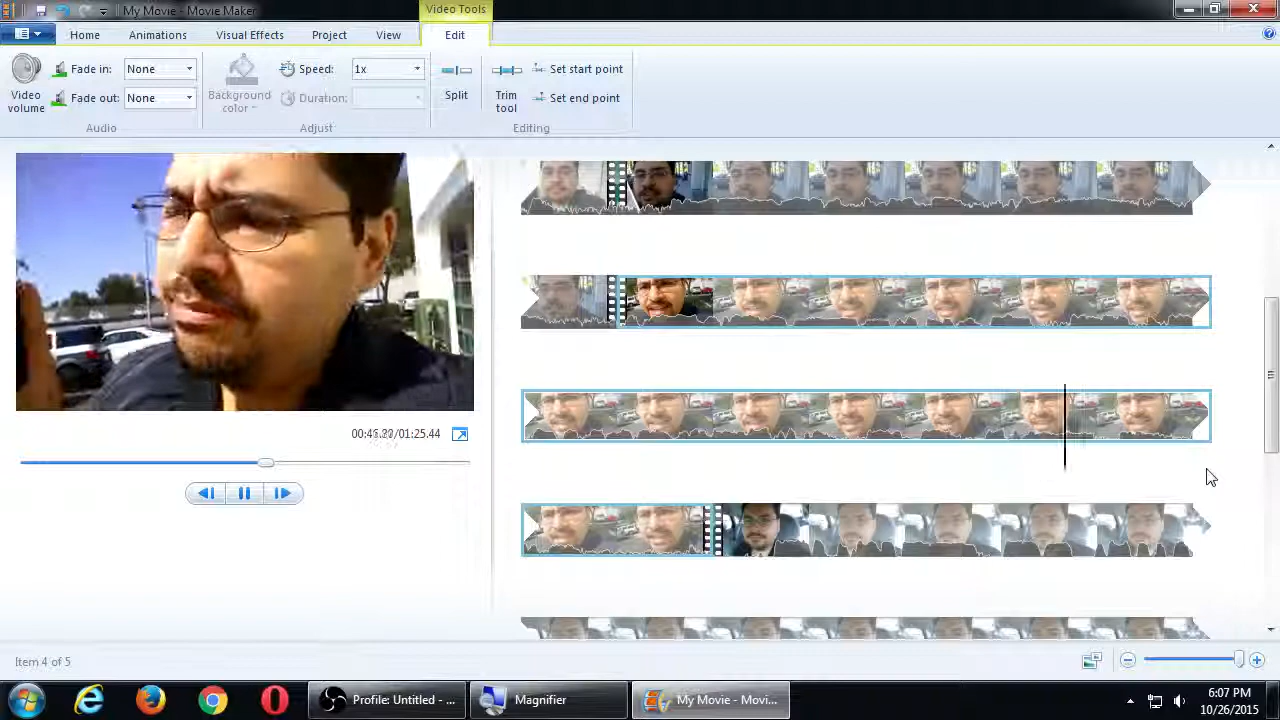 My Movie - Movie Maker
Video Tools
Home Animations Visual Effects Project View Edit
Video volume
Fade in: None
Fade out: None
Audio
Background color
Speed: 1x
Duration:
Adjust
Split
Trim tool
Set start point
Set end point
Editing
/01:25.44
Item 4 of 5
Profile: Untitled - ...
Magnifier
My Movie - Movi...
6:07 PM
10/26/2015